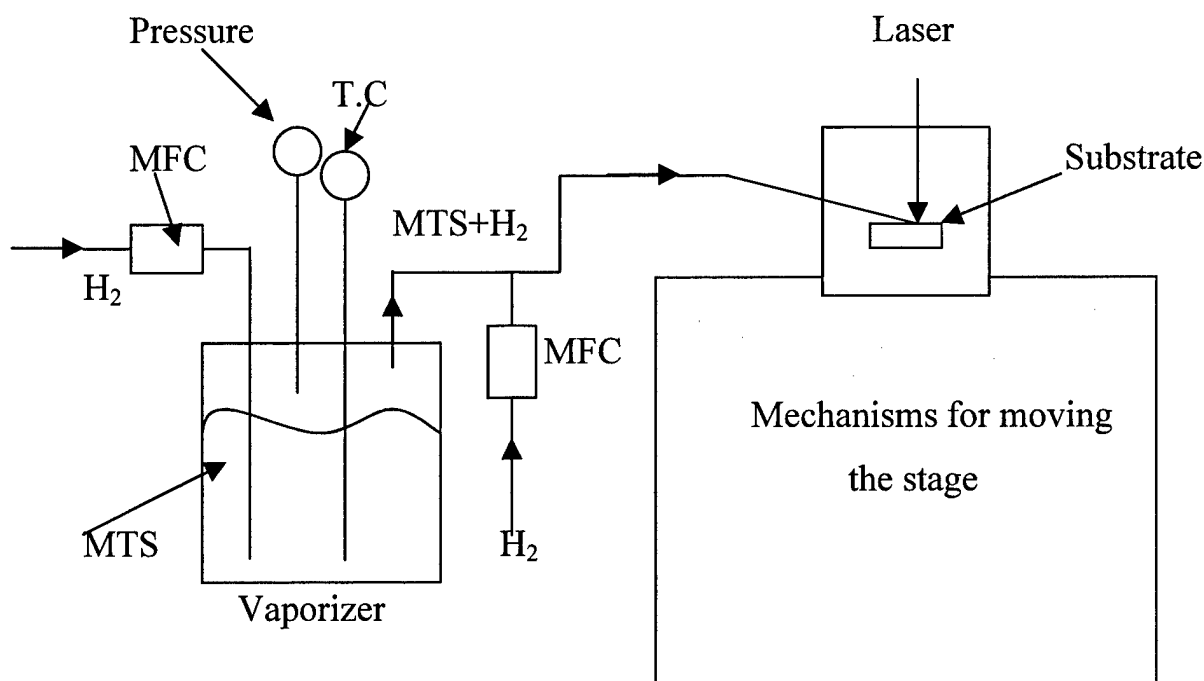 Pressure
Laser
T.C
MFC
Substrate
MTS+H₂
H₂
MFC
Mechanisms for moving
the stage
MTS
H₂
Vaporizer